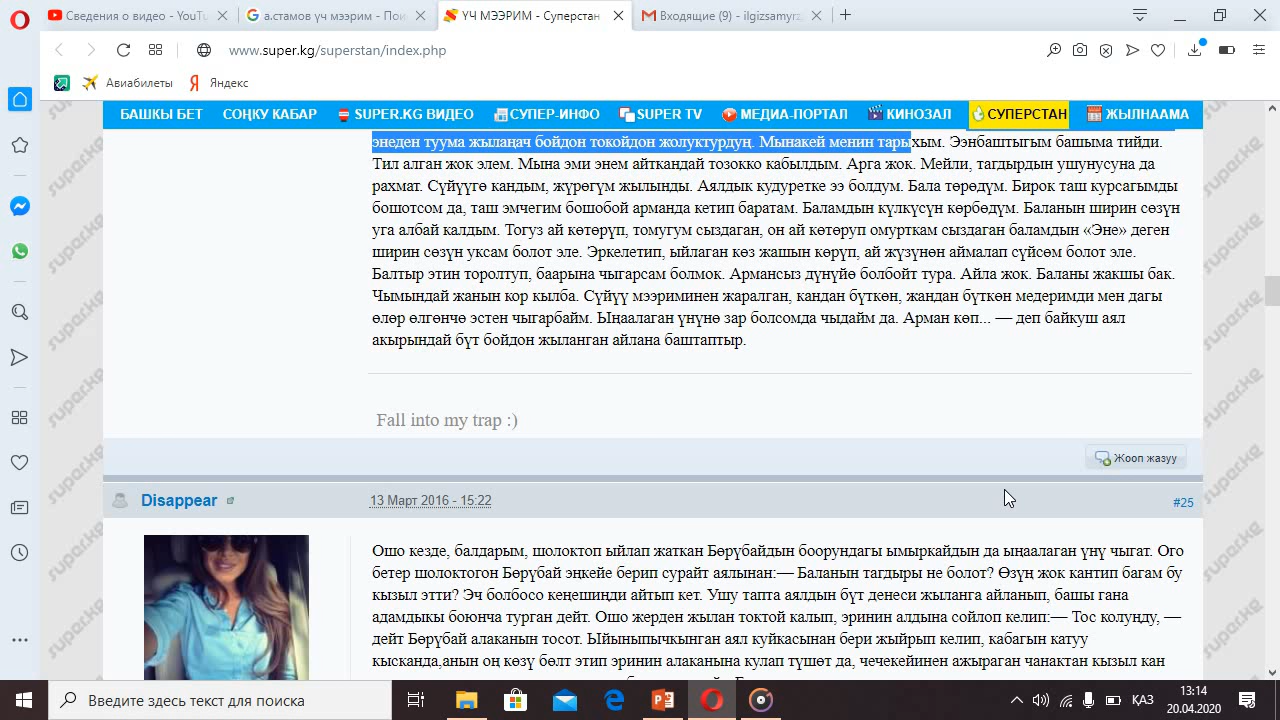 Сведения о видео - YouTu
а.стамов үч мээрим - Пои
ҮЧ МЭЭРИМ - Суперстан
Входящие (9) - ilgizsamyrz
www.super.kg/superstan/index.php
Авиабилеты
Яндекс
БАШКЫ БЕТ СОҢКУ КАБАР SUPER.KG ВИДЕО СУПЕР-ИНФО SUPER TV МЕДИА-ПОРТАЛ КИНОЗАЛ СУПЕРСТАН ЖЫЛНААМА
энеден туума жылаңач бойдон токойдон жолуктурдуң. Мынакей менин тарыхым. Ээнбаштыгым башыма тийди.
Тил алган жок элем. Мына эми энем айткандай тозокко кабылдым. Арга жок. Мейли, тагдырдын ушунусуна да
рахмат. Сүйүүгө кандым, жүрөгүм жылынды. Аялдык кудуретке ээ болдум. Бала төрөдүм. Бирок таш курсагымды
бошотсом да, таш эмчегим бошобой арманда кетип баратам. Баламдын күлкүсүн көрбөдүм. Баланын ширин сөзүн
уга албай калдым. Тогуз ай көтөрүп, томугум сыздаган, он ай көтөруп омурткам сыздаган баламдын «Эне» деген
ширин сөзүн уксам болот эле. Эркелетип, ыйлаган көз жашын көрүп, ай жүзүнөн аймалап сүйсөм болот эле.
Балтыр этин торолтуп, баарына чыгарсам болмок. Армансыз дүнүйө болбойт тура. Айла жок. Баланы жакшы бак.
Чымындай жанын кор кылба. Сүйүү мээриминен жаралган, кандан бүткөн, жандан бүткөн медеримди мен дагы
өлөр өлгөнчө эстен чыгарбайм. Ыңаалаган үнүнө зар болсомда чыдайм да. Арман көп... — деп байкуш аял
акырындай бүт бойдон жыланган айлана баштаптыр.
Fall into my trap :)
Жооп жазуу
Disappear
13 Март 2016 - 15:22
#25
Ошо кезде, балдарым, шолоктоп ыйлап жаткан Бөрүбайдын боорундагы ымыркайдын да ыңаалаган үнү чыгат. Ого
бетер шолоктогон Бөрүбай эңкейе берип сурайт аялынан:— Баланын тагдыры не болот? Өзүң жок кантип багам бу
кызыл этти? Эч болбосо кеңешиңди айтып кет. Ушу тапта аялдын бүт денеси жыланга айланып, башы гана
адамдыкы боюнча турган дейт. Ошо жерден жылан токтой калып, эринин алдына сойлоп келип:— Тос колуңду, —
дейт Бөрүбай алаканын тосот. Ыйыныпычкынган аял куйкасынан бери жыйрып келип, кабагын катуу
кысканда,анын оң көзү бөлт этип эринин алаканына кулап түшөт да, чечекейинен ажыраган чанактан кызыл кан
Введите здесь текст для поиска
ҚАЗ
13:14
20.04.2020
super.kg